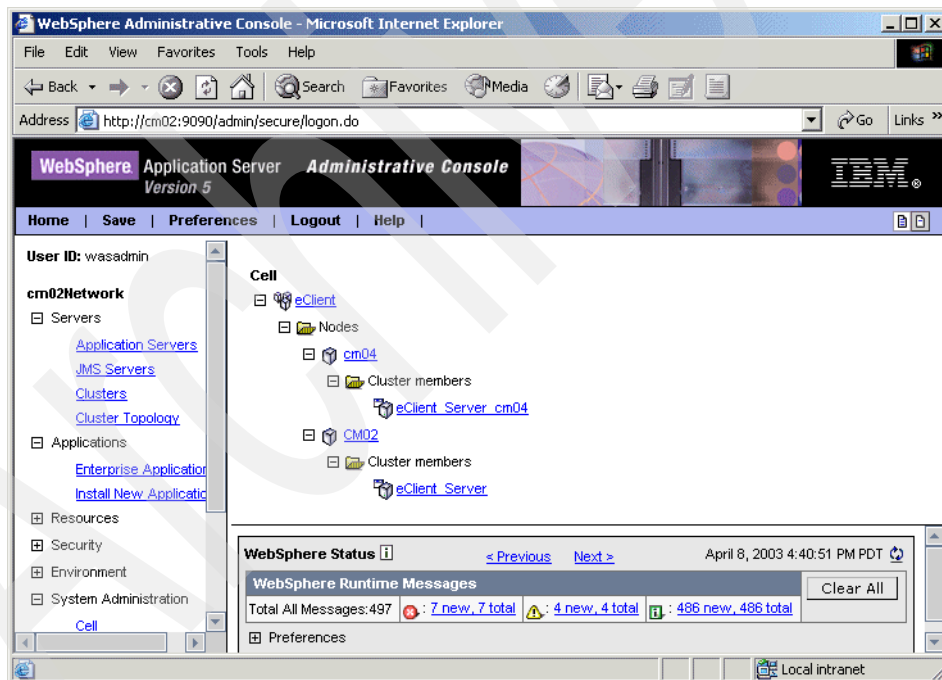 WebSphere Administrative Console - Microsoft Internet Explorer
File Edit View Favorites Tools Help
Back Search Favorites Media
Address http://cm02:9090/admin/secure/logon.do Go Links »
WebSphere. Application Server Administrative Console
Version 5
IBM®
Home | Save | Preferences | Logout | Help |
User ID: wasadmin
cm02Network
Servers
Application Servers
JMS Servers
Clusters
Cluster Topology
Applications
Enterprise Application
Install New Applicatio
Resources
Security
Environment
System Administration
Cell
Cell
eClient
Nodes
cm04
Cluster members
eClient_Server_cm04
CM02
Cluster members
eClient_Server
WebSphere Status i < Previous Next > April 8, 2003 4:40:51 PM PDT
WebSphere Runtime Messages
Clear All
Total All Messages:497 : 7 new, 7 total : 4 new, 4 total : 486 new, 486 total
Preferences
Local intranet